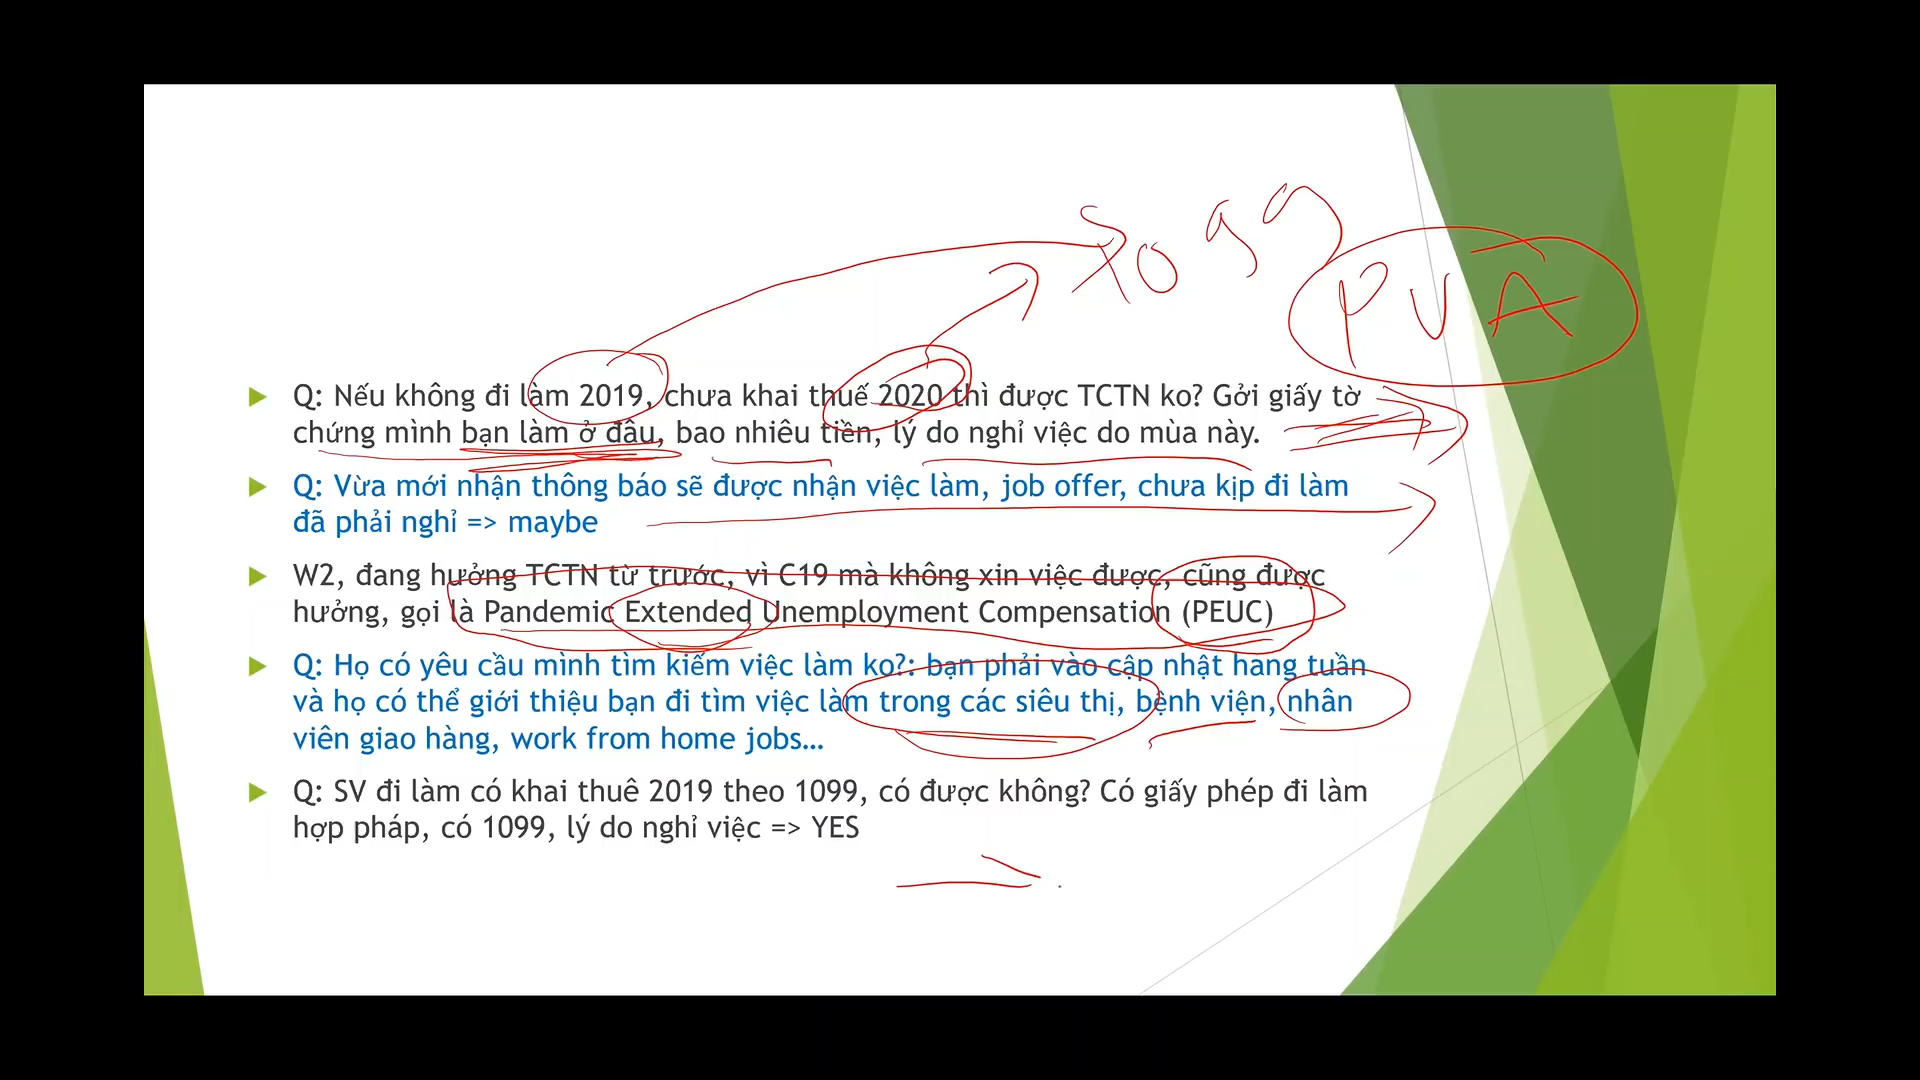 1099
PUA
Q: Nếu không đi làm 2019, chưa khai thuế 2020 thì được TCTN ko? Gởi giấy tờ
chứng mình bạn làm ở đâu, bao nhiêu tiền, lý do nghỉ việc do mùa này.
Q: Vừa mới nhận thông báo sẽ được nhận việc làm, job offer, chưa kịp đi làm
đã phải nghỉ => maybe
W2, đang hưởng TCTN từ trước, vì C19 mà không xin việc được, cũng được
hưởng, gọi là Pandemic Extended Unemployment Compensation (PEUC)
Q: Họ có yêu cầu mình tìm kiếm việc làm ko?: bạn phải vào cập nhật hang tuần
và họ có thể giới thiệu bạn đi tìm việc làm trong các siêu thị, bệnh viện, nhân
viên giao hàng, work from home jobs…
Q: SV đi làm có khai thuê 2019 theo 1099, có được không? Có giấy phép đi làm
hợp pháp, có 1099, lý do nghỉ việc => YES